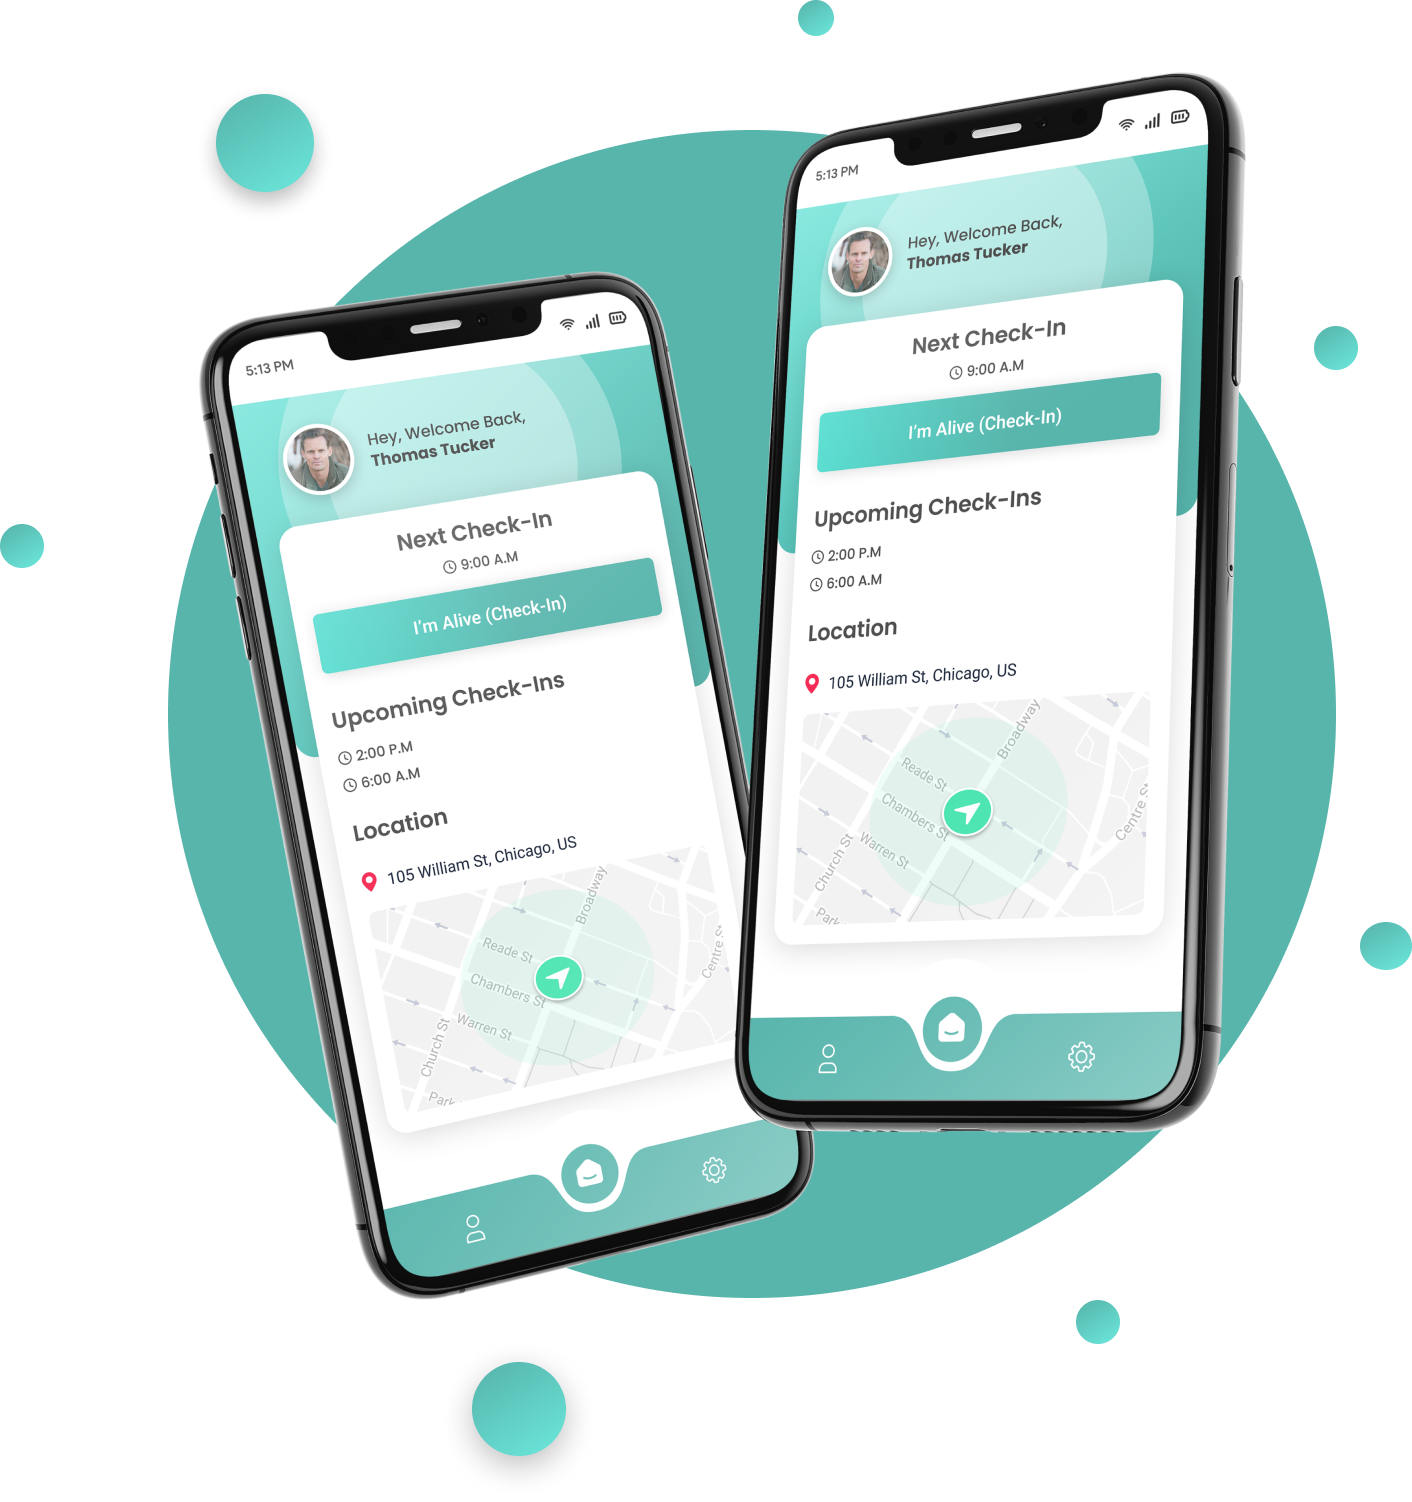 5:13 PM
Hey, Welcome Back,
Thomas Tucker
Next Check-In
9:00 A.M
I'm Alive (Check-In)
Upcoming Check-Ins
2:00 P.M
6:00 A.M
Location
105 William St, Chicago, US
Broadway
Reade St
Chambers St
Warren St
Church St
Centre St
Park
5:13 PM
Hey, Welcome Back,
Thomas Tucker
Next Check-In
9:00 A.M
I'm Alive (Check-In)
Upcoming Check-Ins
2:00 P.M
6:00 A.M
Location
105 William St, Chicago, US
Broadway
Reade St
Chambers St
Warren St
Church St
Centre St
Park